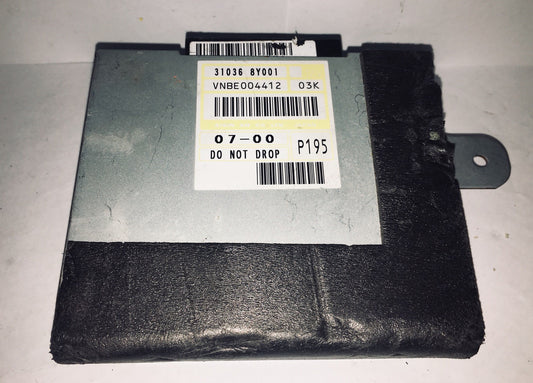 31036 8Y001
VNBE004412 03K
07-00
DO NOT DROP P195